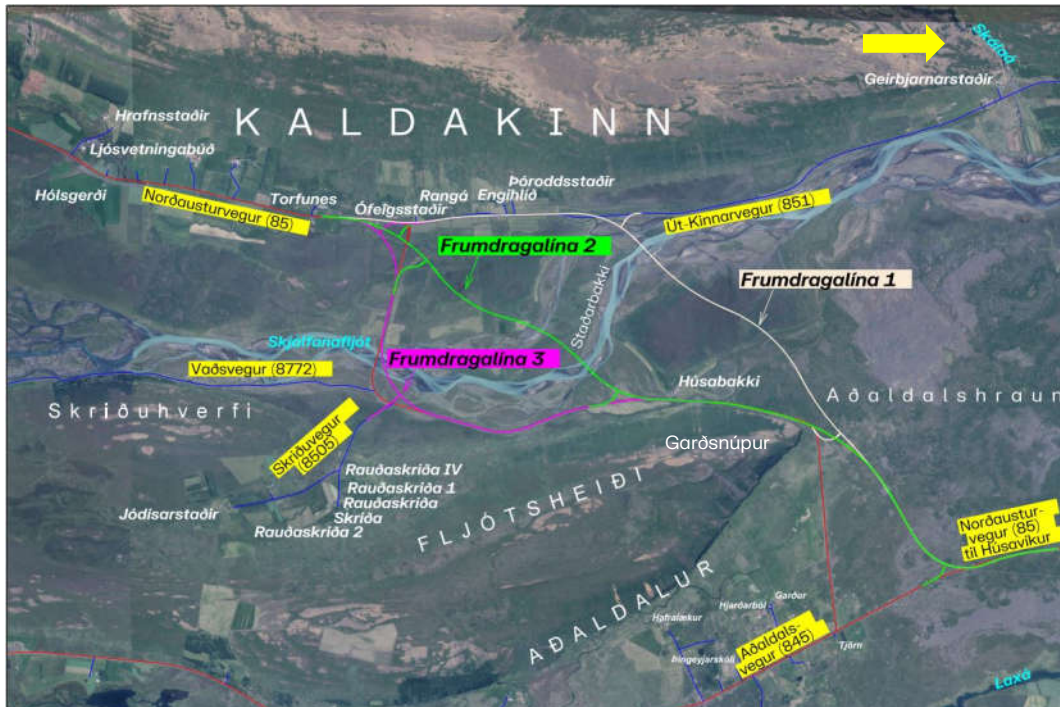 Skálaá
Geirbjarnarstaðir
Hrafnsstaðir
KALDAKINN
Ljósvetningabúð
Þóroddsstaðir
Hólsgerði
Torfunes
Rangá
Engihlíð
Norðausturvegur (85)
Ófeigsstaðir
Út-Kinnarvegur (851)
Frumdragalína 2
Frumdragalína 1
Staðarbakki
Skjálfandafljót
Frumdragalína 3
Vaðsvegur (8772)
Húsabakki
Skriðuhverfi
Aðaldalshraun
Garðsnúpur
Skriðuvegur
(8505)
Rauðaskriða IV
Rauðaskriða 1
Rauðaskriða
Jódísarstaðir
Skriða
Rauðaskriða 2
FLJÓTSHEIÐI
Norðaustur-
vegur (85)
til Húsavíkur
AÐALDALUR
Hafralækur
Hjarðarból
Garður
Aðaldals-
vegur (845)
Tjörn
Þingeyjarskóli
Laxá